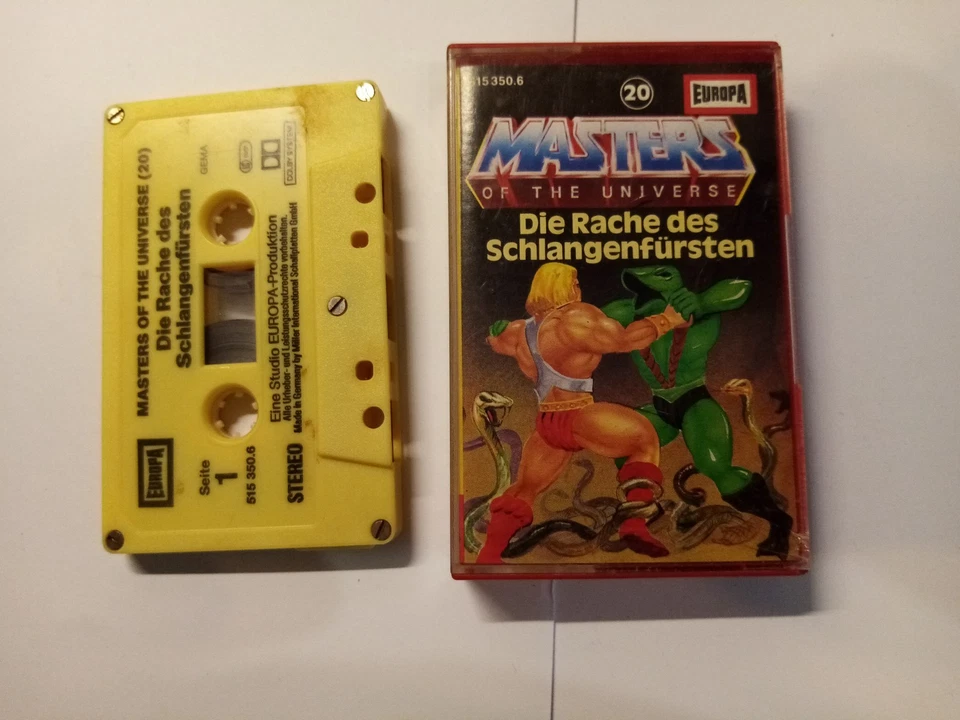 MASTERS OF THE UNIVERSE (20)
Die Rache des
Schlangenfürsten
GEMA
DOLBY SYSTEM
Eine Studio EUROPA-Produktion
Alle Urheber- und Leistungsschutzrechte vorbehalten.
Made in Germany by Miller International Schallplatten GmbH
EUROPA
Seite
1
515 350.6
STEREO
515 350.6
20
EUROPA
MASTERS
OF THE UNIVERSE
Die Rache des
Schlangenfürsten